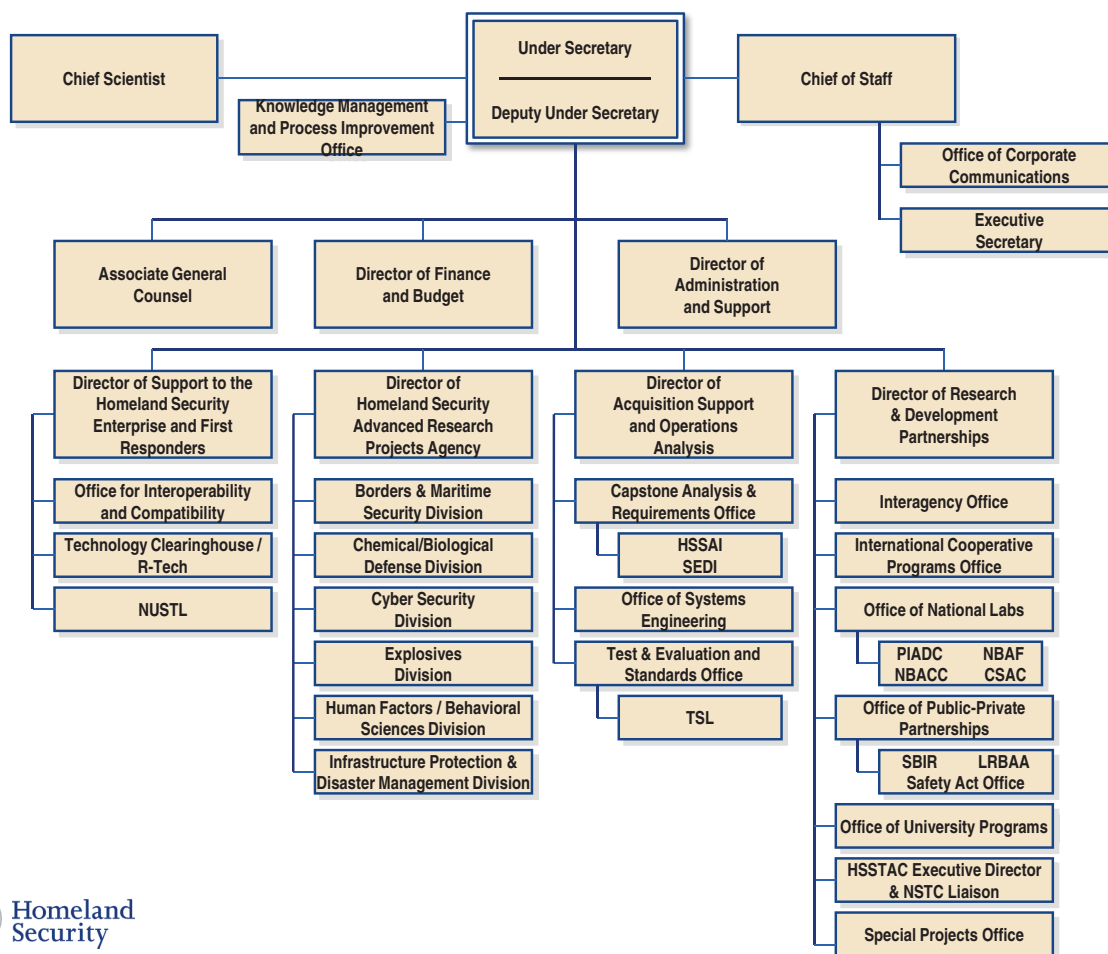 Chief Scientist
Under Secretary
Deputy Under Secretary
Chief of Staff
Knowledge Management
and Process Improvement
Office
Office of Corporate
Communications
Executive
Secretary
Associate General
Counsel
Director of Finance
and Budget
Director of
Administration
and Support
Director of Support to the
Homeland Security
Enterprise and First
Responders
Office for Interoperability
and Compatibility
Technology Clearinghouse /
R-Tech
NUSTL
Director of
Homeland Security
Advanced Research
Projects Agency
Borders & Maritime
Security Division
Chemical/Biological
Defense Division
Cyber Security
Division
Explosives
Division
Human Factors / Behavioral
Sciences Division
Infrastructure Protection &
Disaster Management Division
Director of
Acquisition Support
and Operations
Analysis
Capstone Analysis &
Requirements Office
HSSAI
SEDI
Office of Systems
Engineering
Test & Evaluation and
Standards Office
TSL
Director of Research
& Development
Partnerships
Interagency Office
International Cooperative
Programs Office
Office of National Labs
PIADC NBAF
NBACC CSAC
Office of Public-Private
Partnerships
SBIR LRBAA
Safety Act Office
Office of University Programs
HSSTAC Executive Director
& NSTC Liaison
Special Projects Office
Homeland
Security